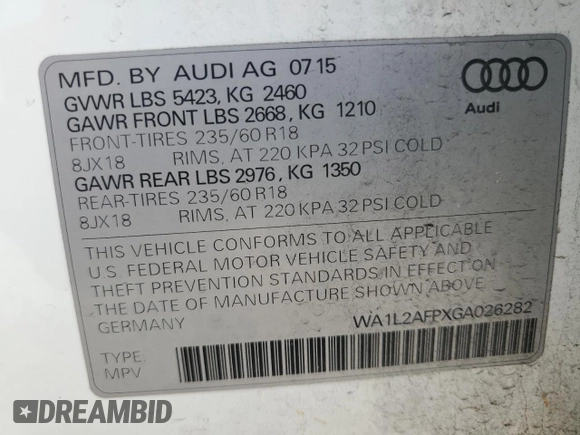 MFD. BY AUDI AG 07 15
GVWR LBS 5423, KG 2460
GAWR FRONT LBS 2668, KG 1210
FRONT-TIRES 235/60 R18
8JX18 RIMS, AT 220 KPA 32 PSI COLD
GAWR REAR LBS 2976, KG 1350
REAR-TIRES 235/60 R18
8JX18 RIMS, AT 220 KPA 32 PSI COLD
Audi
THIS VEHICLE CONFORMS TO ALL APPLICABLE
U.S. FEDERAL MOTOR VEHICLE SAFETY AND
THEFT PREVENTION STANDARDS IN EFFECT ON
THE DATE OF MANUFACTURE SHOWN ABOVE
GERMANY WA1L2AFPXGA026282
TYPE:
MPV
DREAMBID